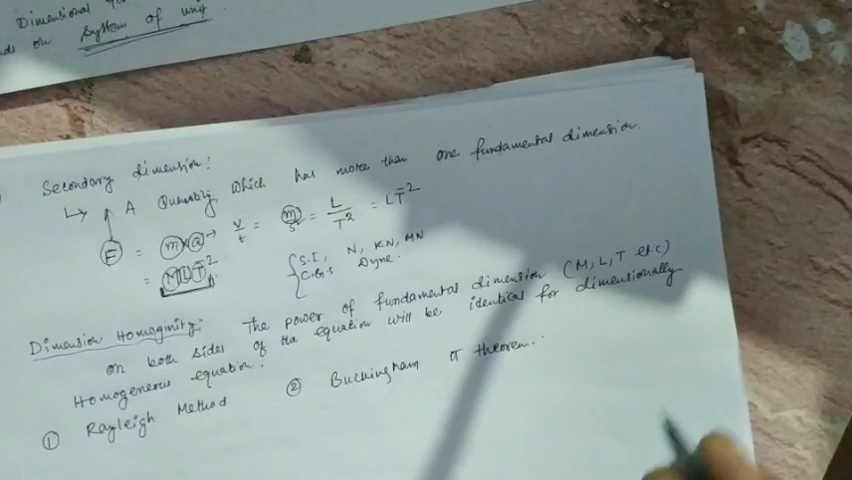 Dimensional
on System of unit
Secondary dimension:
↳ A Quantity which has more than one fundamental dimension.
F = m × a → V/t = m/s² = L/T² = LT⁻²
= MLT⁻² { S.I, N, KN, MN
C.G.S Dyne.
Dimension Homoginity: The power of fundamental dimension (M, L, T etc)
on both sides of the equation will be identical for dimensionally
Homogeneous equation.
① Rayleigh Method ② Buckingham π theorem.